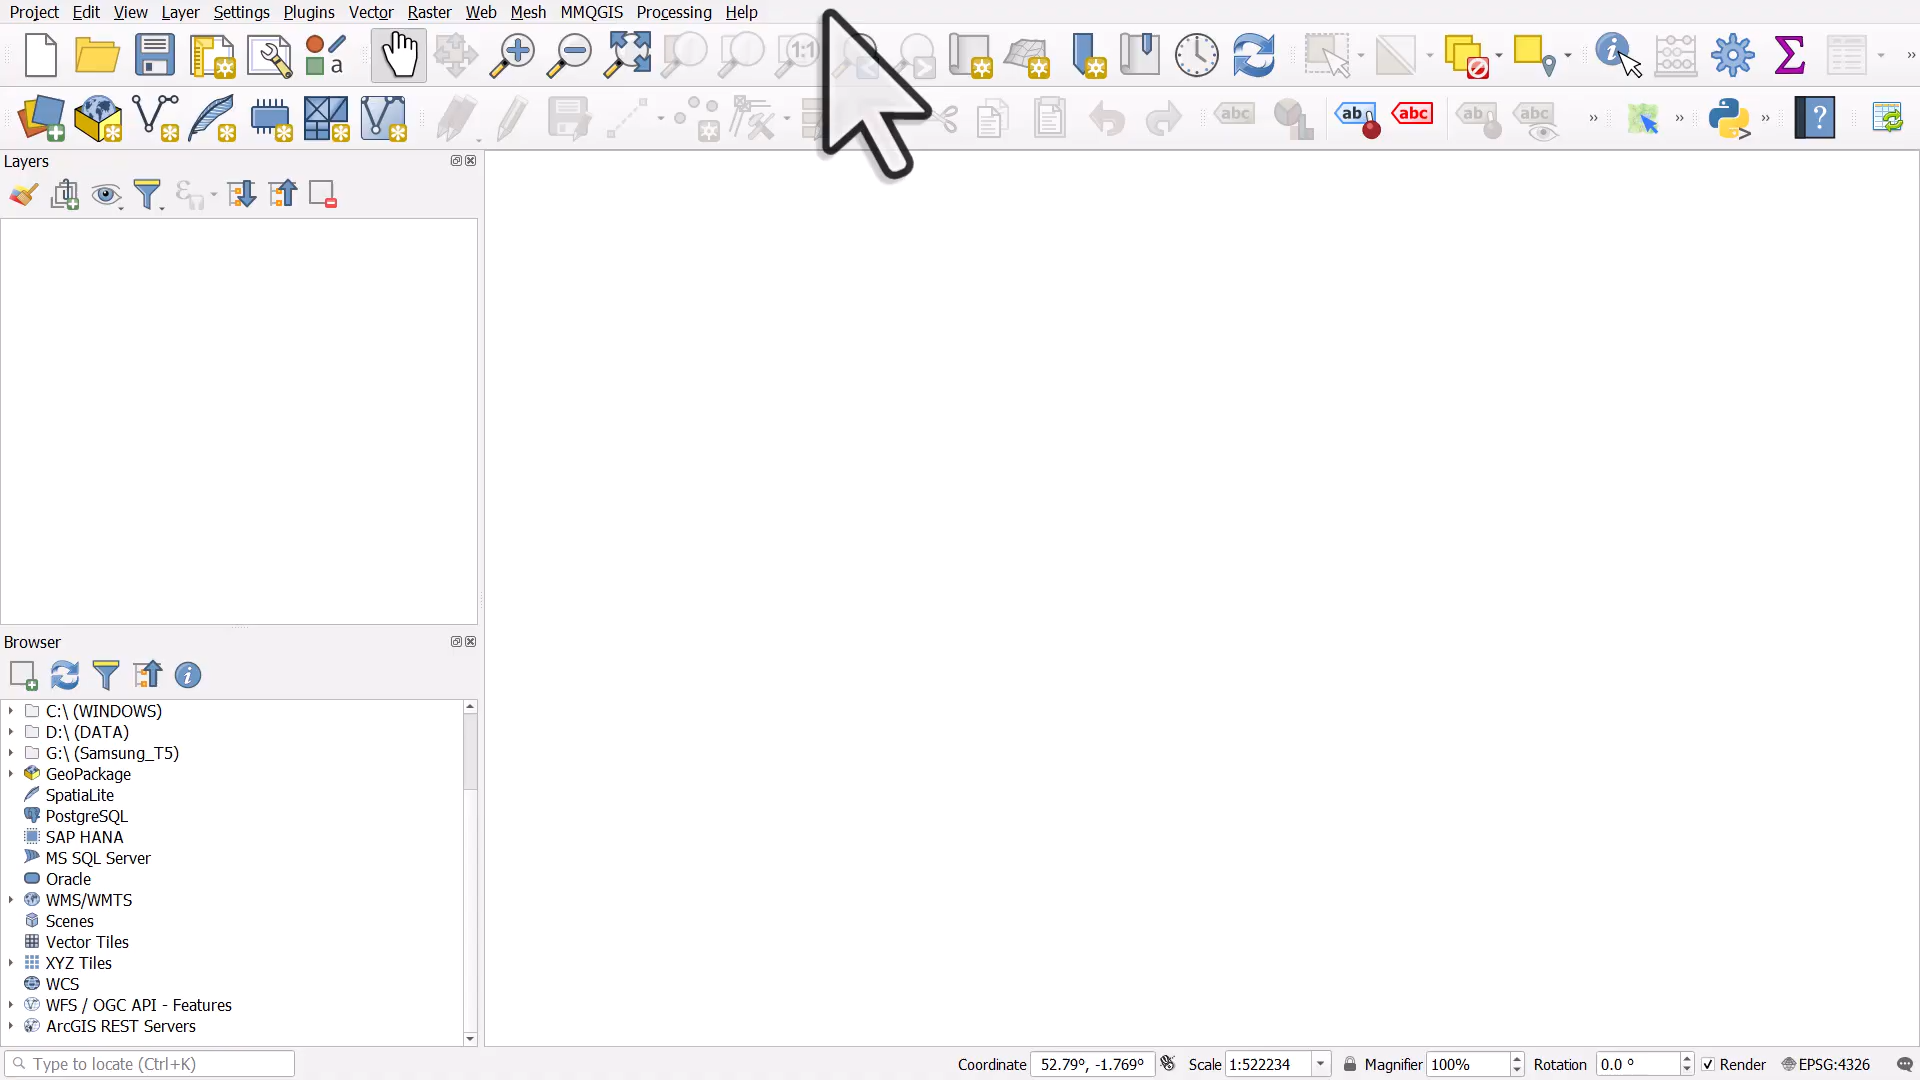 Project Edit View Layer Settings Plugins Vector Raster Web Mesh MMQGIS Processing Help
a 1:1
abc ab abc ab abc ?
Layers
Browser
C:\ (WINDOWS)
D:\ (DATA)
G:\ (Samsung_T5)
GeoPackage
SpatiaLite
PostgreSQL
SAP HANA
MS SQL Server
Oracle
WMS/WMTS
Scenes
Vector Tiles
XYZ Tiles
WCS
WFS / OGC API - Features
ArcGIS REST Servers
Type to locate (Ctrl+K) Coordinate 52.79°, -1.769° Scale 1:522234 Magnifier 100% Rotation 0.0 ° Render EPSG:4326